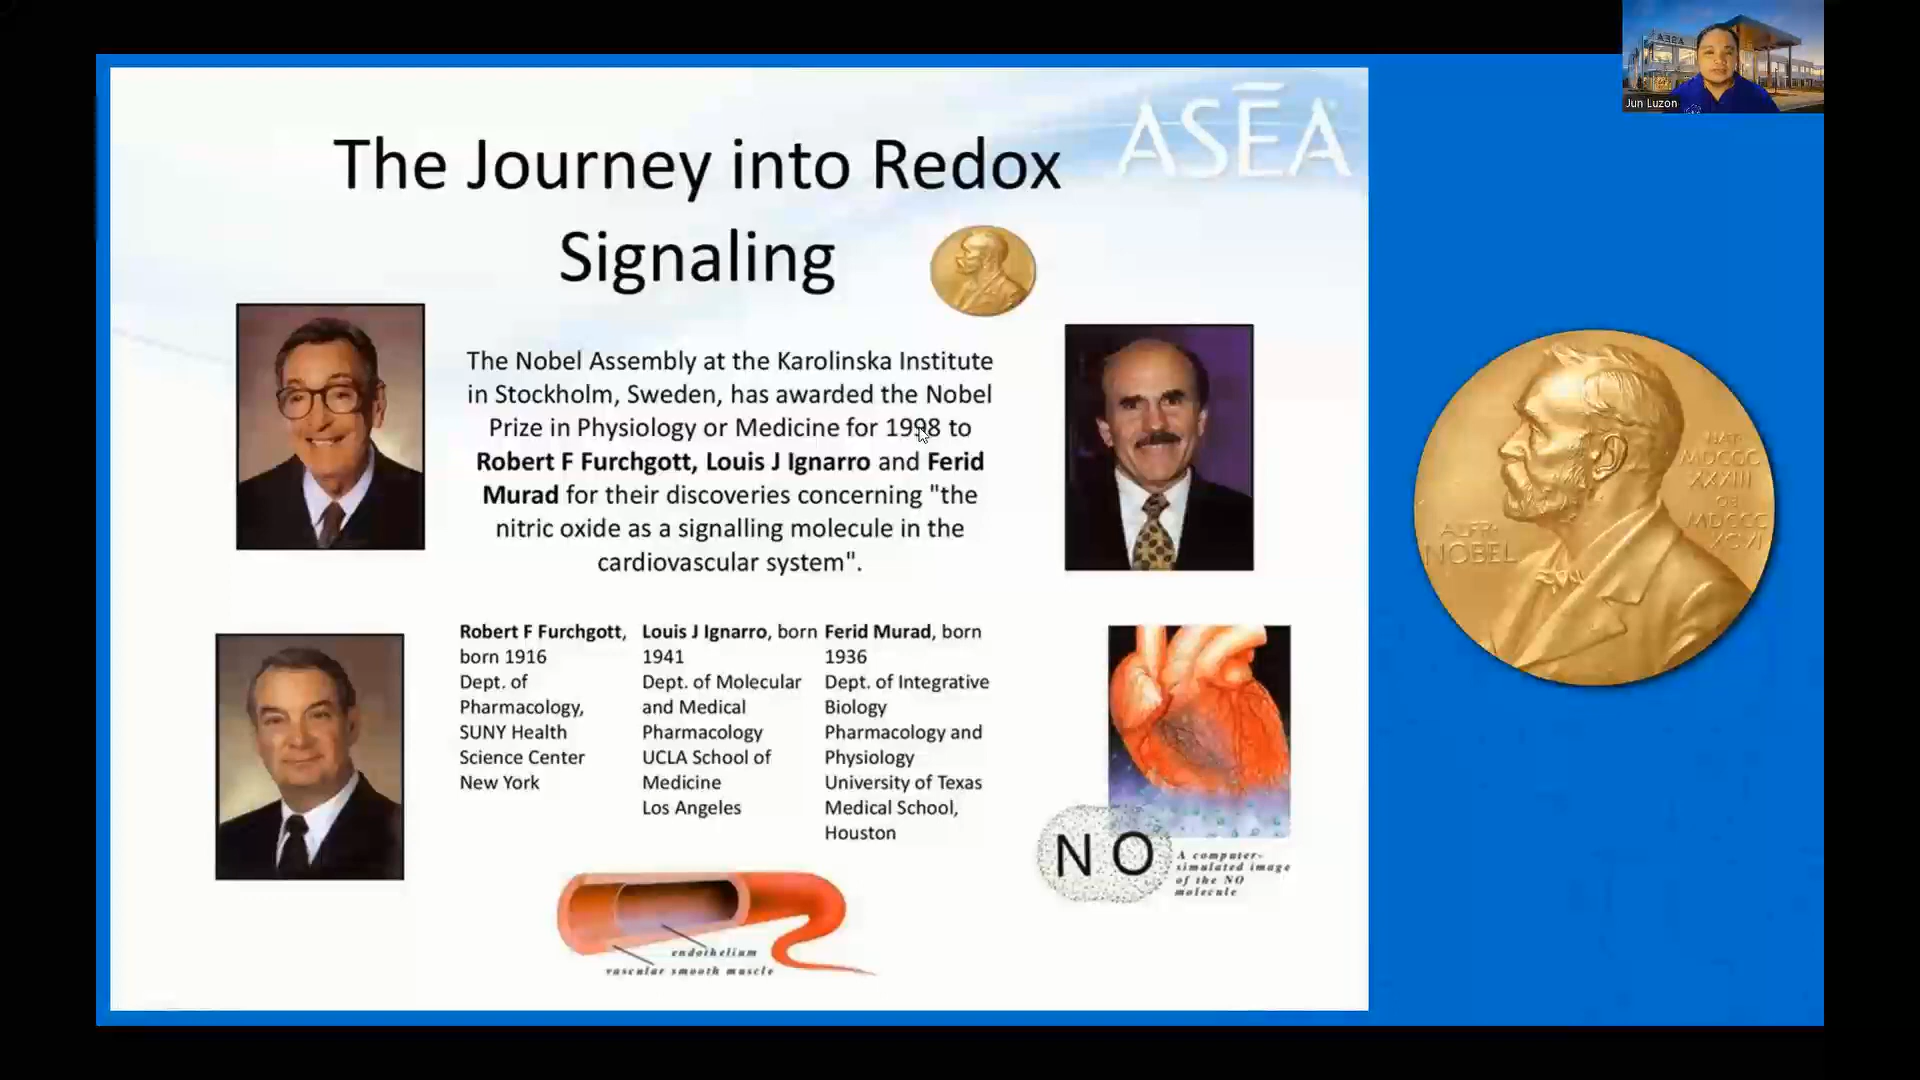 ASEA
Jun Luzon
ASĒA
The Journey into Redox
Signaling
The Nobel Assembly at the Karolinska Institute
in Stockholm, Sweden, has awarded the Nobel
Prize in Physiology or Medicine for 1998 to
Robert F Furchgott, Louis J Ignarro and Ferid
Murad for their discoveries concerning "the
nitric oxide as a signalling molecule in the
cardiovascular system".
Robert F Furchgott,
born 1916
Dept. of
Pharmacology,
SUNY Health
Science Center
New York
Louis J Ignarro, born
1941
Dept. of Molecular
and Medical
Pharmacology
UCLA School of
Medicine
Los Angeles
Ferid Murad, born
1936
Dept. of Integrative
Biology
Pharmacology and
Physiology
University of Texas
Medical School,
Houston
N O
A computer-
simulated image
of the NO
molecule
endothelium
vascular smooth muscle
ALFR·
NOBEL
NAT·
MDCCC
XXXIII
OB·
MDCCC
XCVI